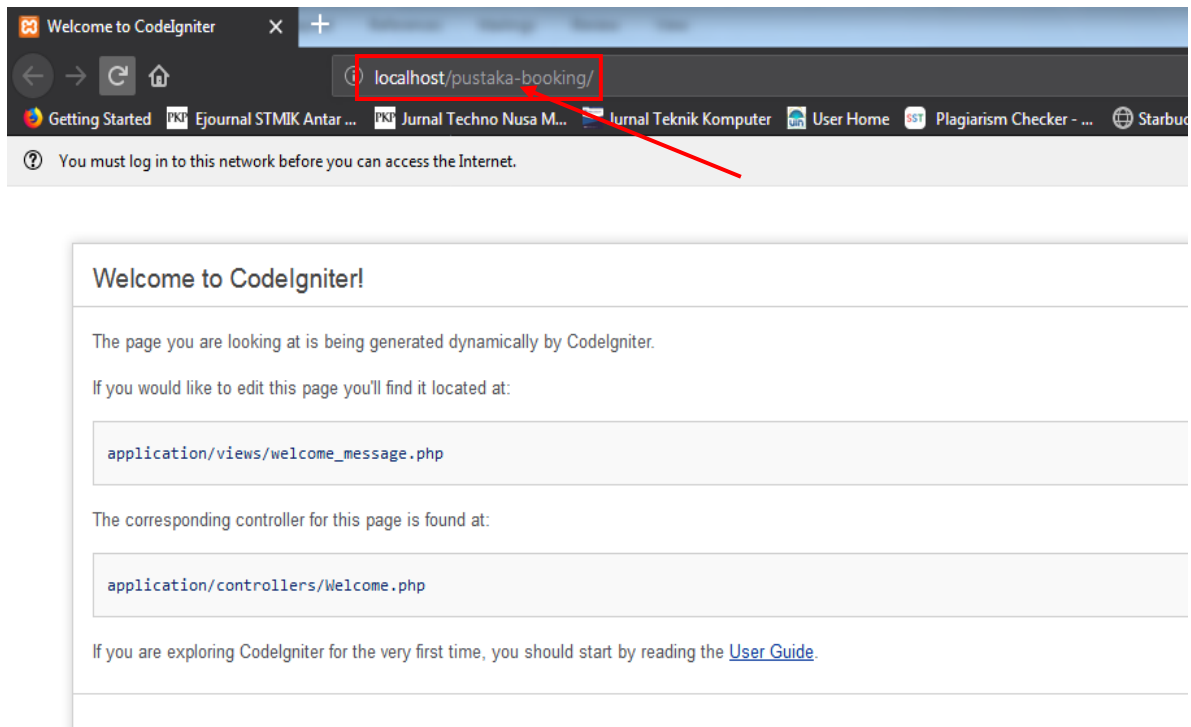 Welcome to CodeIgniter
localhost/pustaka-booking/
Getting Started PKP Ejournal STMIK Antar ... PKP Jurnal Techno Nusa M... Jurnal Teknik Komputer uin User Home SST Plagiarism Checker - ... Starbuc
You must log in to this network before you can access the Internet.
Welcome to CodeIgniter!
The page you are looking at is being generated dynamically by CodeIgniter.
If you would like to edit this page you'll find it located at:
application/views/welcome_message.php
The corresponding controller for this page is found at:
application/controllers/Welcome.php
If you are exploring CodeIgniter for the very first time, you should start by reading the User Guide.